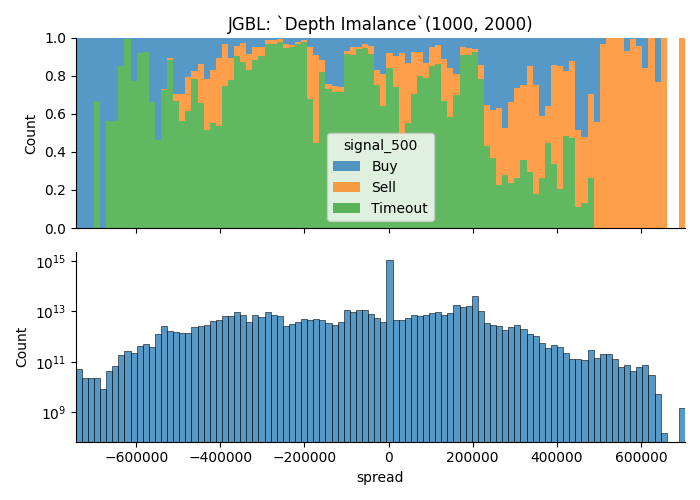 JGBL: `Depth Imalance`(1000, 2000)
1.0
0.8
0.6
0.4
0.2
0.0
Count
signal_500
Buy
Sell
Timeout
10^15
10^13
10^11
10^9
Count
−600000 −400000 −200000 0 200000 400000 600000
spread